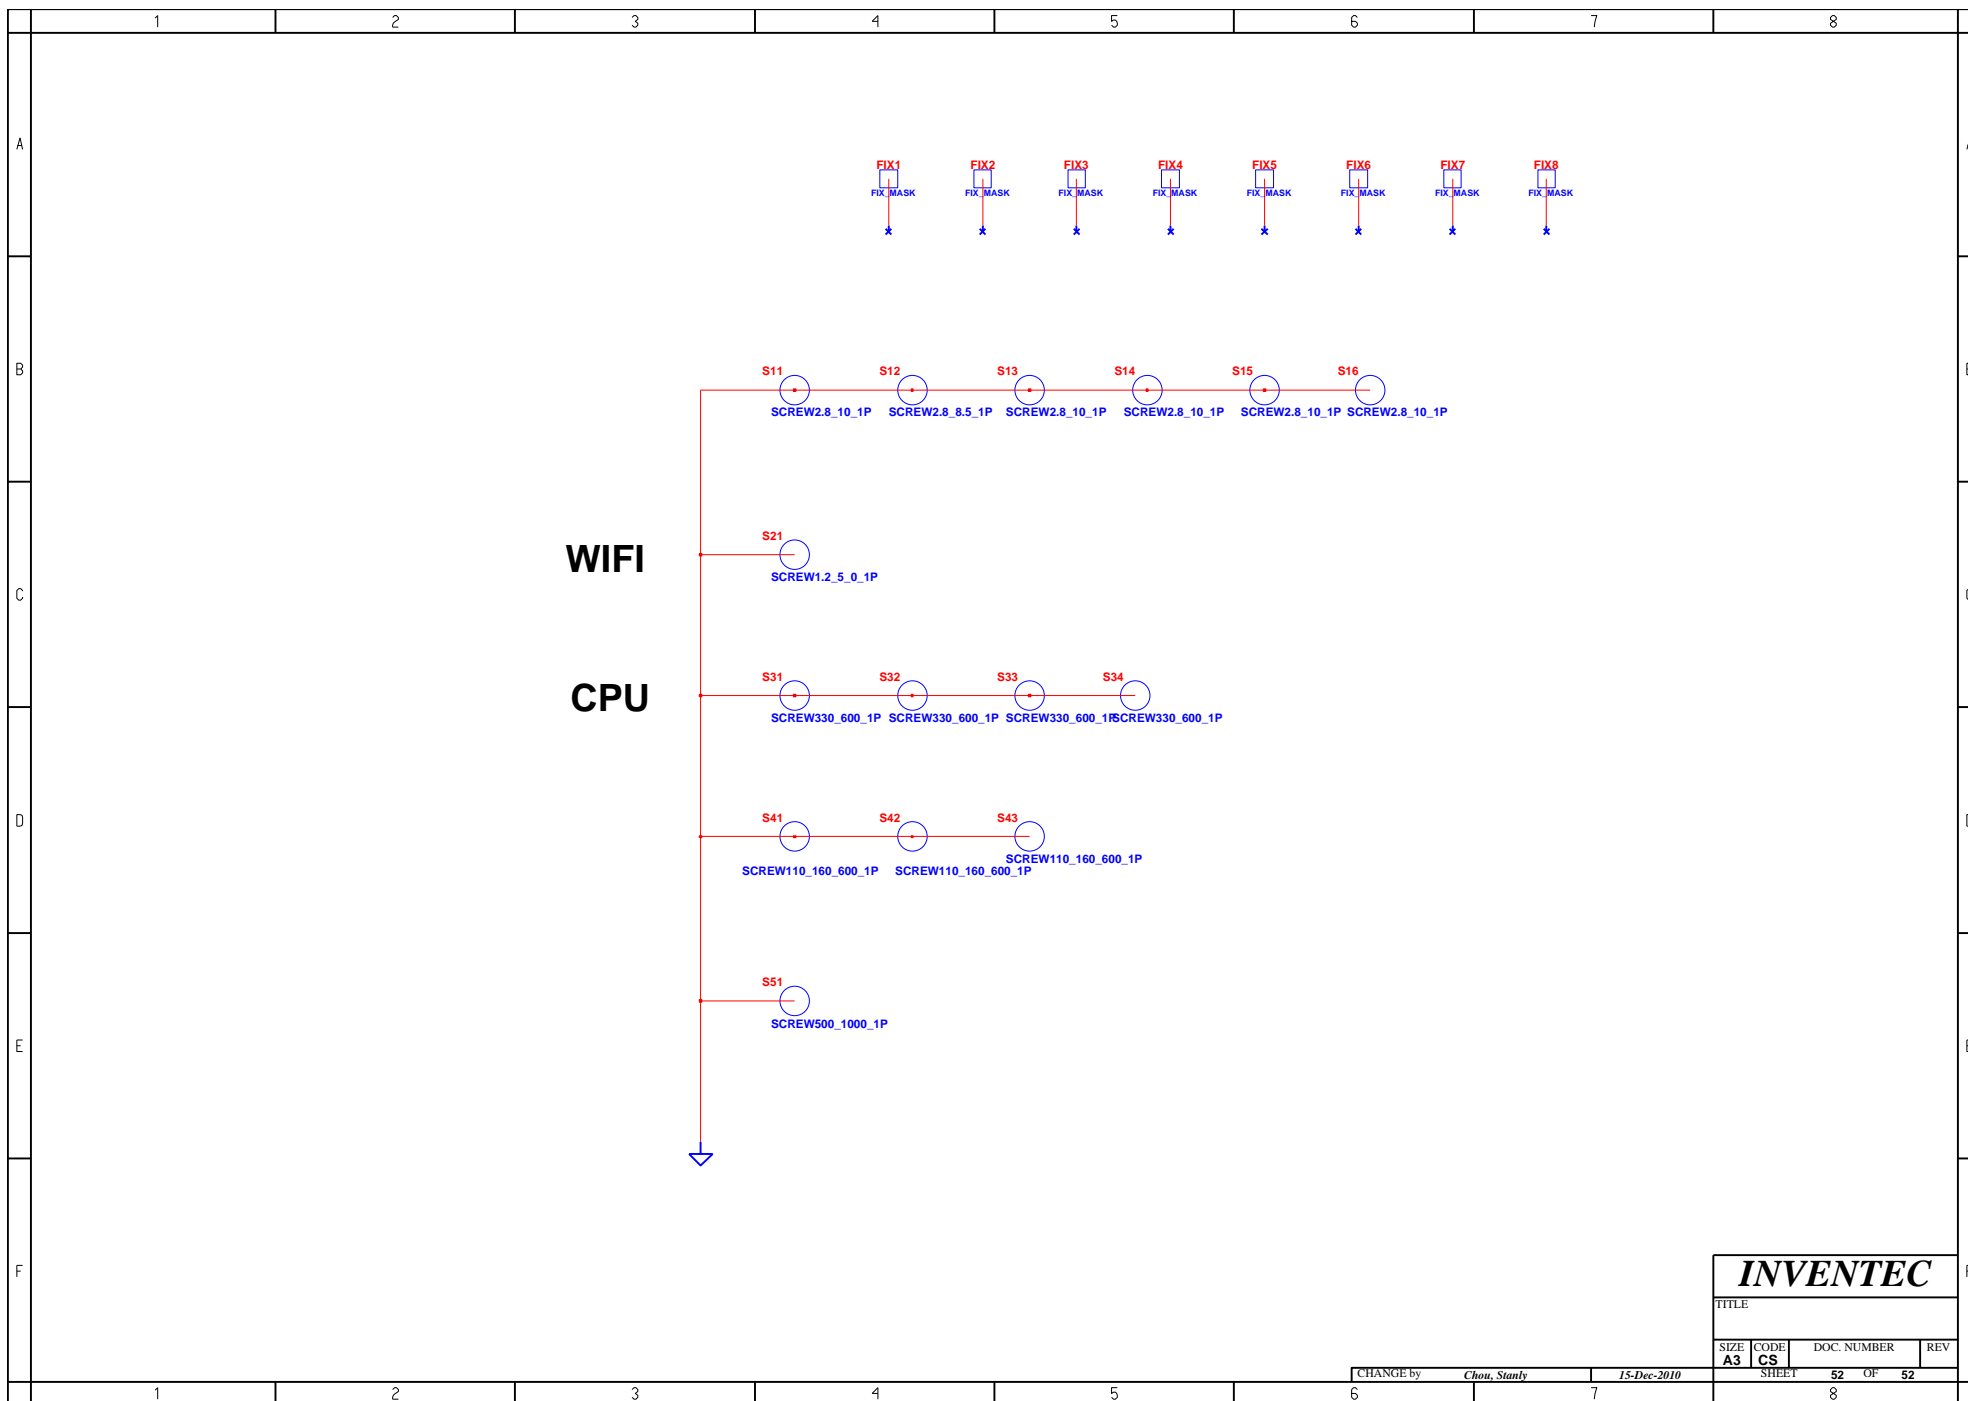 1 2 3 4 5 6 7 8
A
FIX1 FIX2 FIX3 FIX4 FIX5 FIX6 FIX7 FIX8
FIX_MASK FIX_MASK FIX_MASK FIX_MASK FIX_MASK FIX_MASK FIX_MASK FIX_MASK
B
S11 S12 S13 S14 S15 S16
SCREW2.8_10_1P SCREW2.8_8.5_1P SCREW2.8_10_1P SCREW2.8_10_1P SCREW2.8_10_1P SCREW2.8_10_1P
S21
WIFI
SCREW1.2_5_0_1P
C
S31 S32 S33 S34
CPU
SCREW330_600_1P SCREW330_600_1P SCREW330_600_1P SCREW330_600_1P
D
S41 S42 S43
SCREW110_160_600_1P
SCREW110_160_600_1P SCREW110_160_600_1P
S51
SCREW500_1000_1P
E
F
INVENTEC
TITLE
SIZE CODE DOC. NUMBER REV
A3 CS
CHANGE by Chou, Stanly 15-Dec-2010 SHEET 52 OF 52
1 2 3 4 5 6 7 8